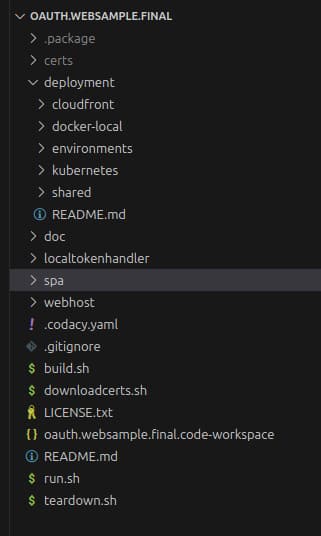 OAUTH.WEBSAMPLE.FINAL
.package
certs
deployment
cloudfront
docker-local
environments
kubernetes
shared
README.md
doc
localtokenhandler
spa
webhost
.codacy.yaml
.gitignore
build.sh
downloadcerts.sh
LICENSE.txt
oauth.websample.final.code-workspace
README.md
run.sh
teardown.sh